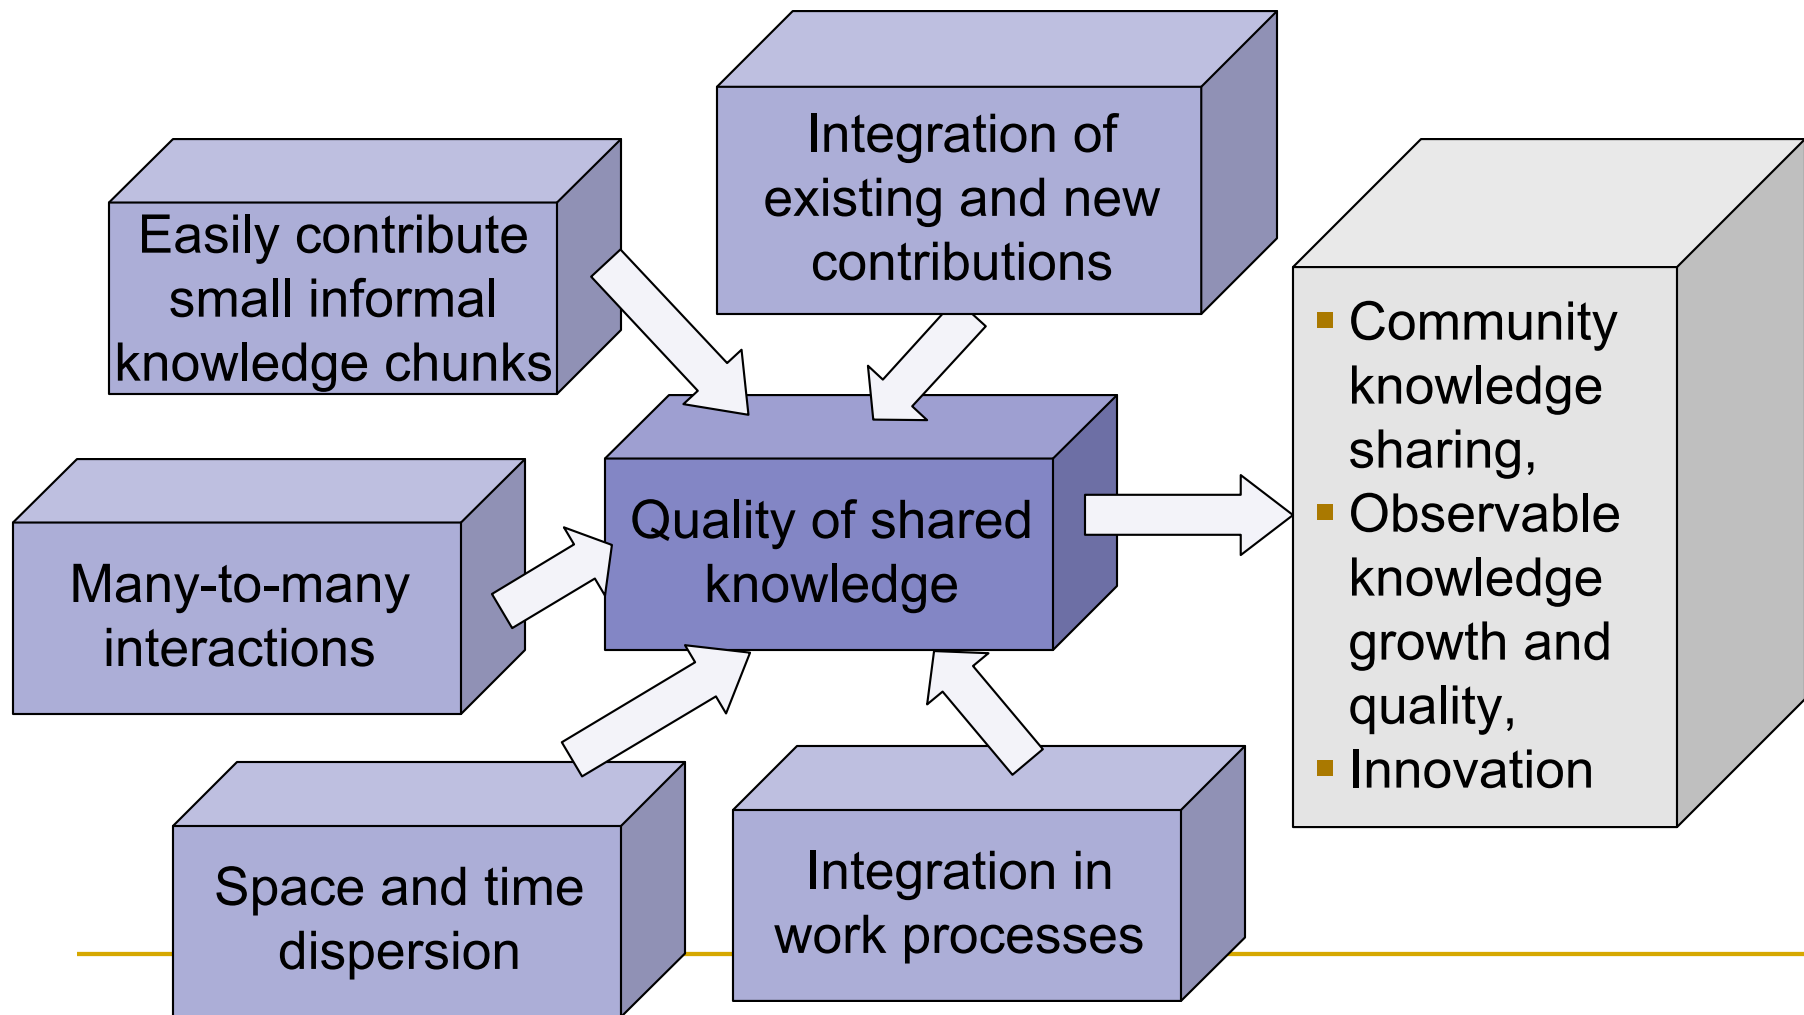 Integration of
existing and new
contributions
Easily contribute
small informal
knowledge chunks
Many-to-many
interactions
Quality of shared
knowledge
Space and time
dispersion
Integration in
work processes
Community
knowledge
sharing,
Observable
knowledge
growth and
quality,
Innovation